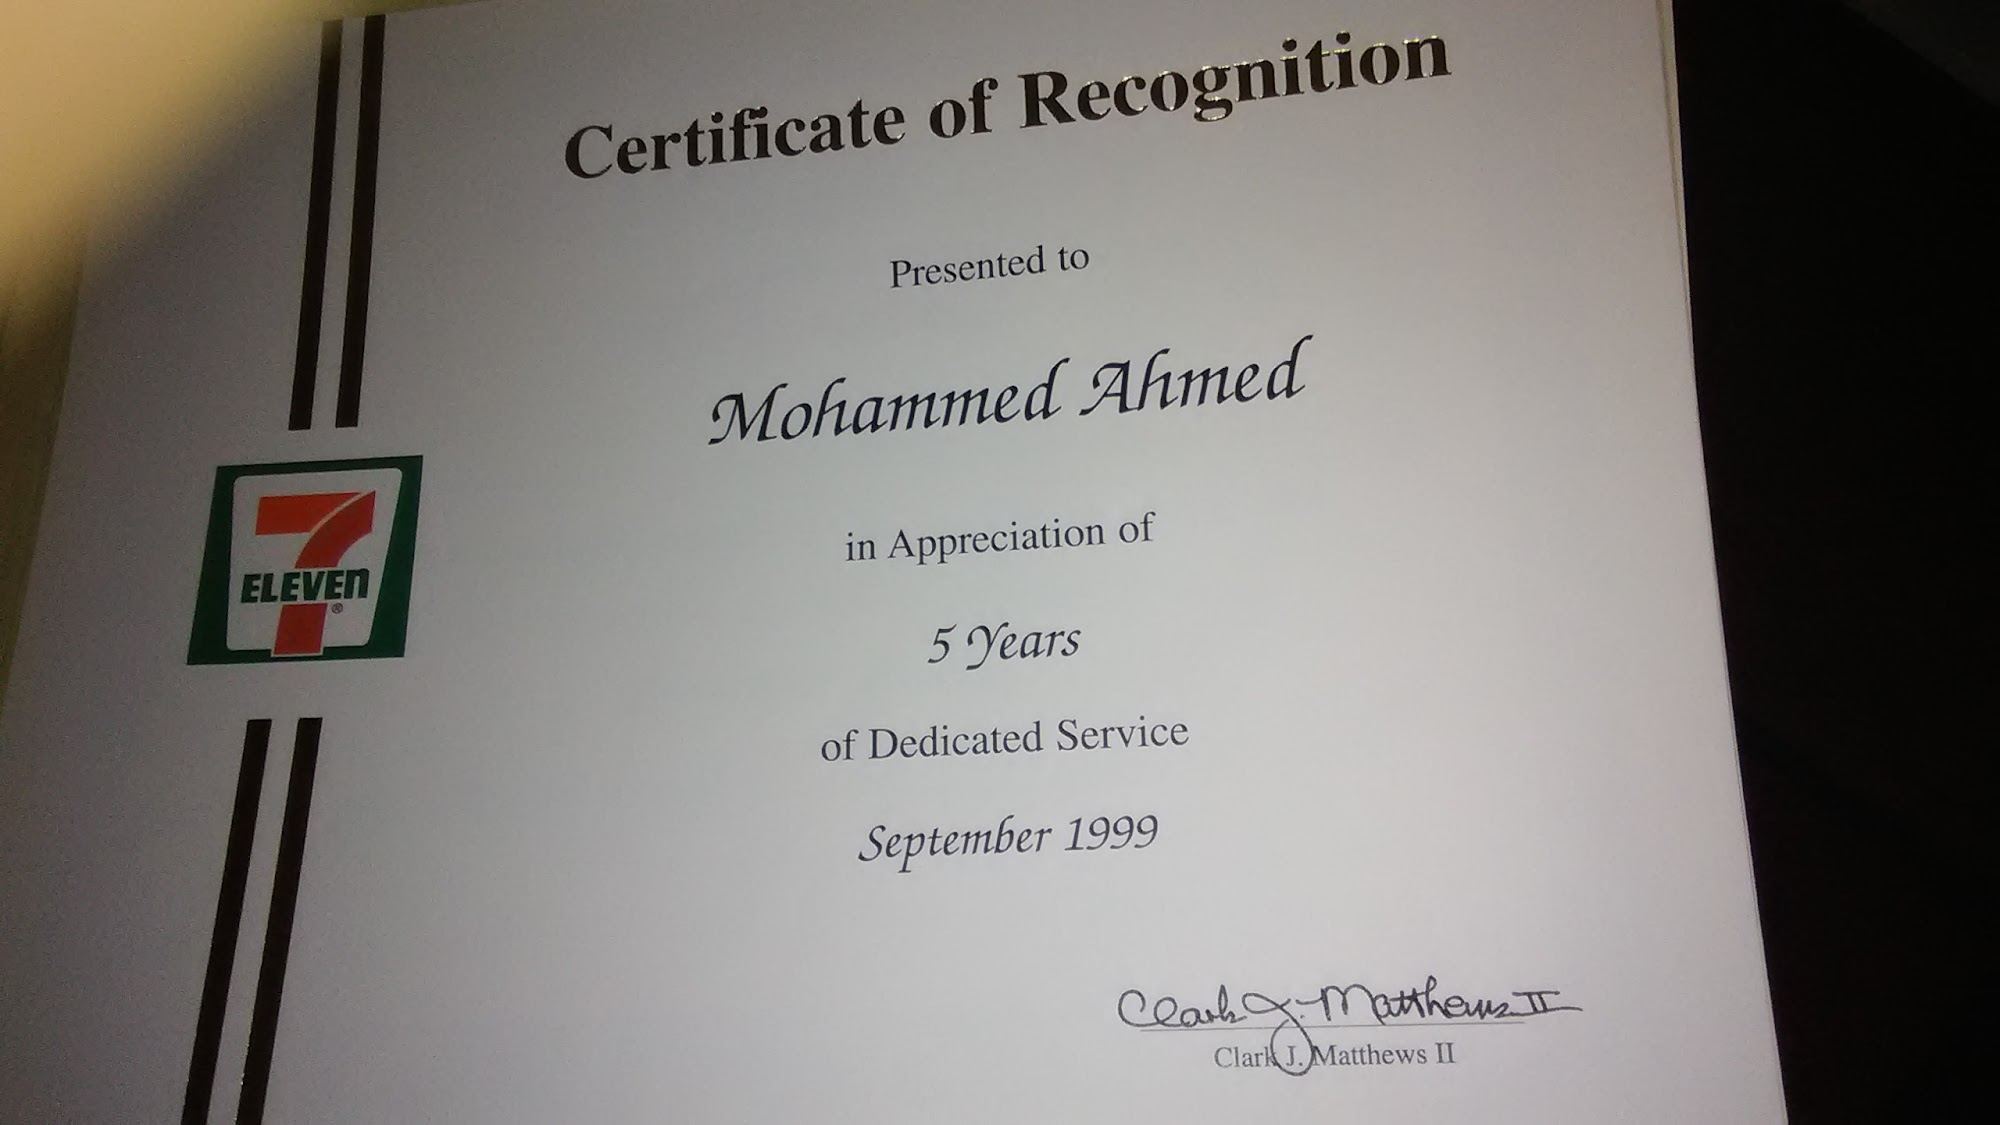 Certificate of Recognition
Presented to
Mohammed Ahmed
in Appreciation of
5 Years
of Dedicated Service
September 1999
7
ELEVEn
®
Clark J. Matthews II
Clark J. Matthews II